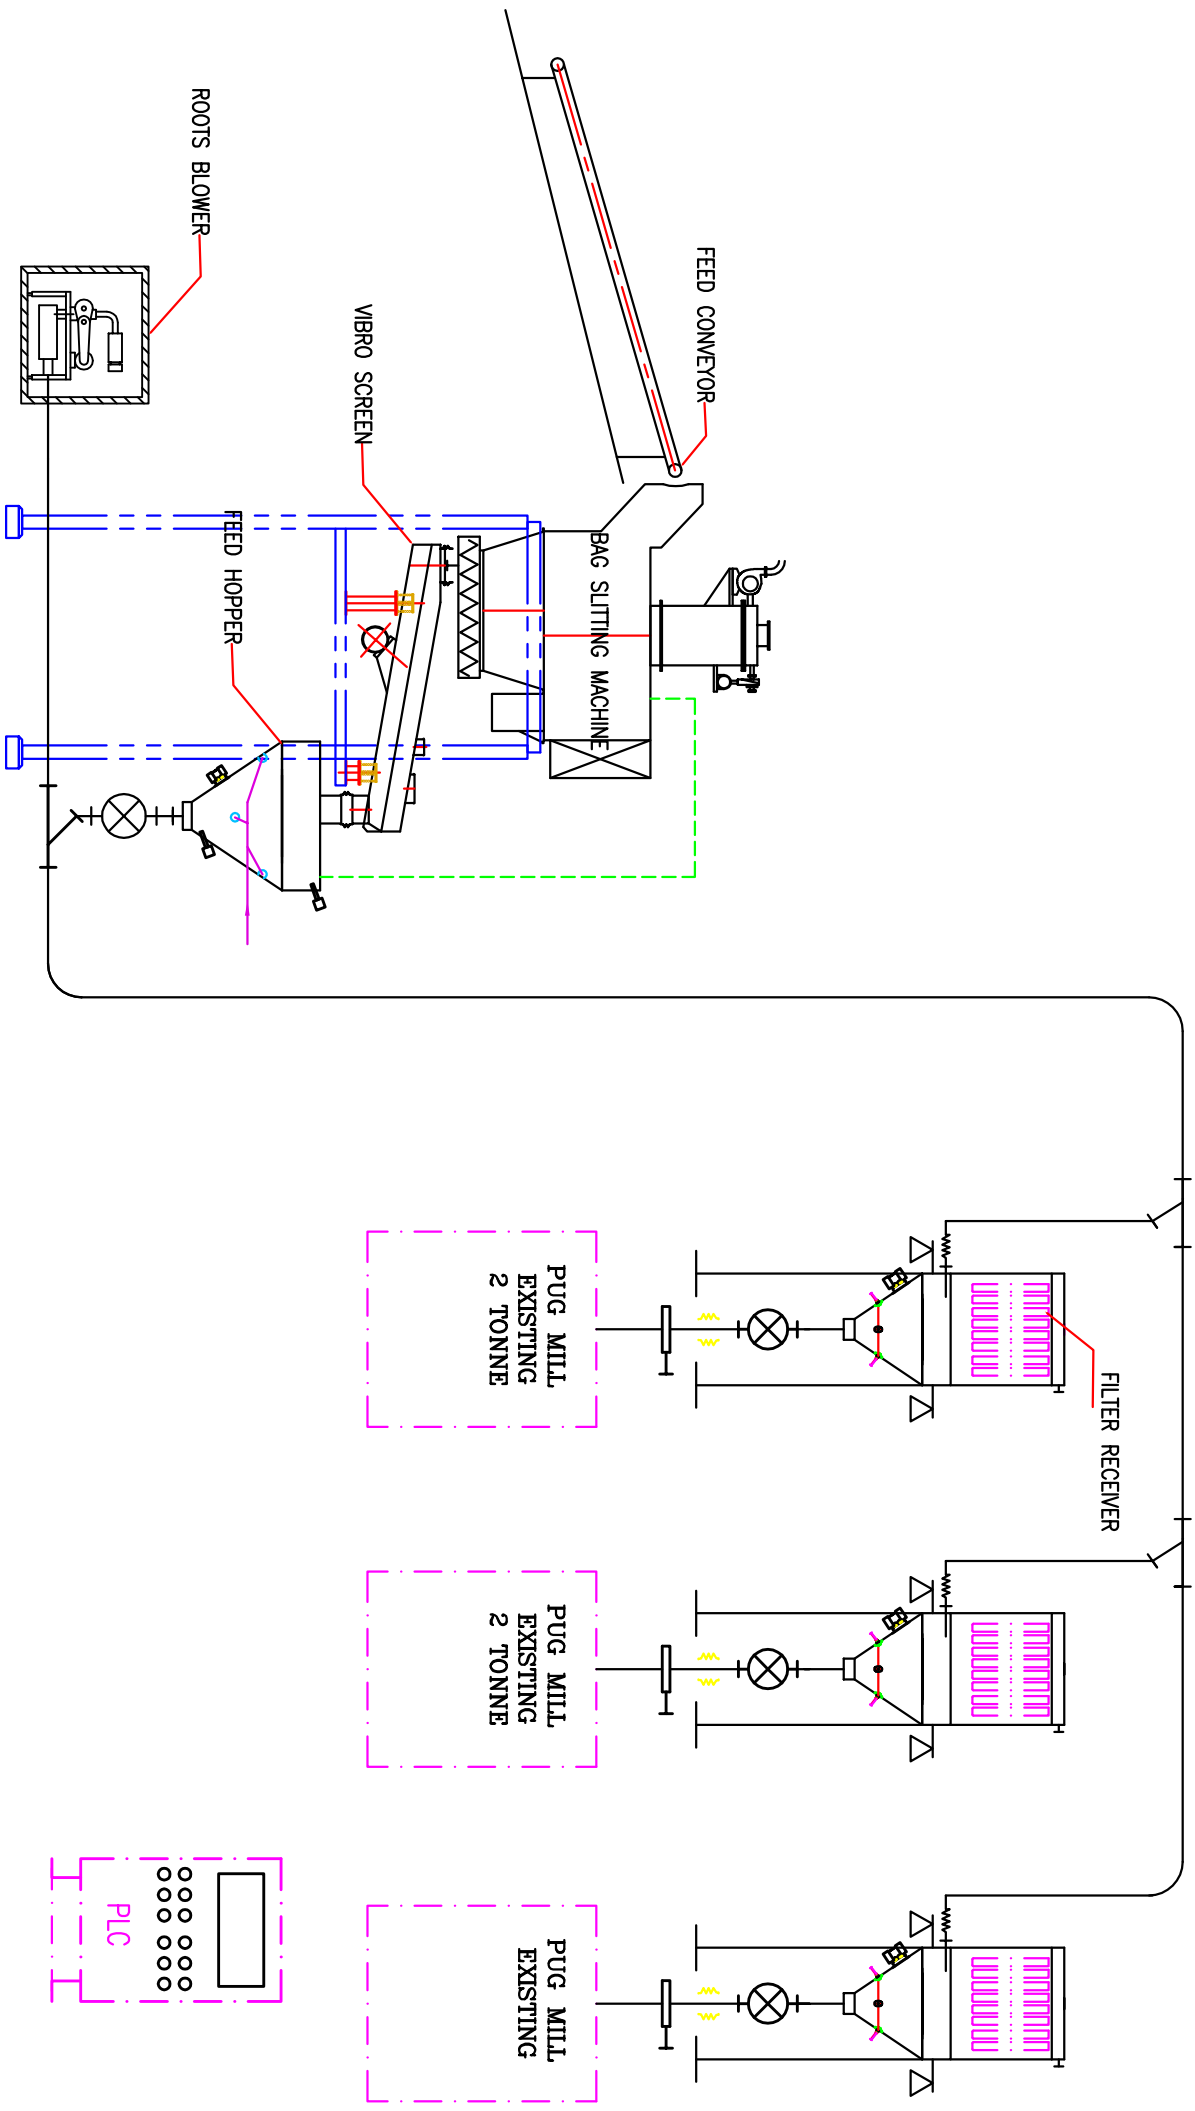 FEED CONVEYOR
FILTER RECEIVER
BAG SLITTING MACHINE
PUG MILL
EXISTING
2 TONNE
PUG MILL
EXISTING
2 TONNE
PUG MILL
EXISTING
VIBRO SCREEN
FEED HOPPER
ROOTS BLOWER
PLC